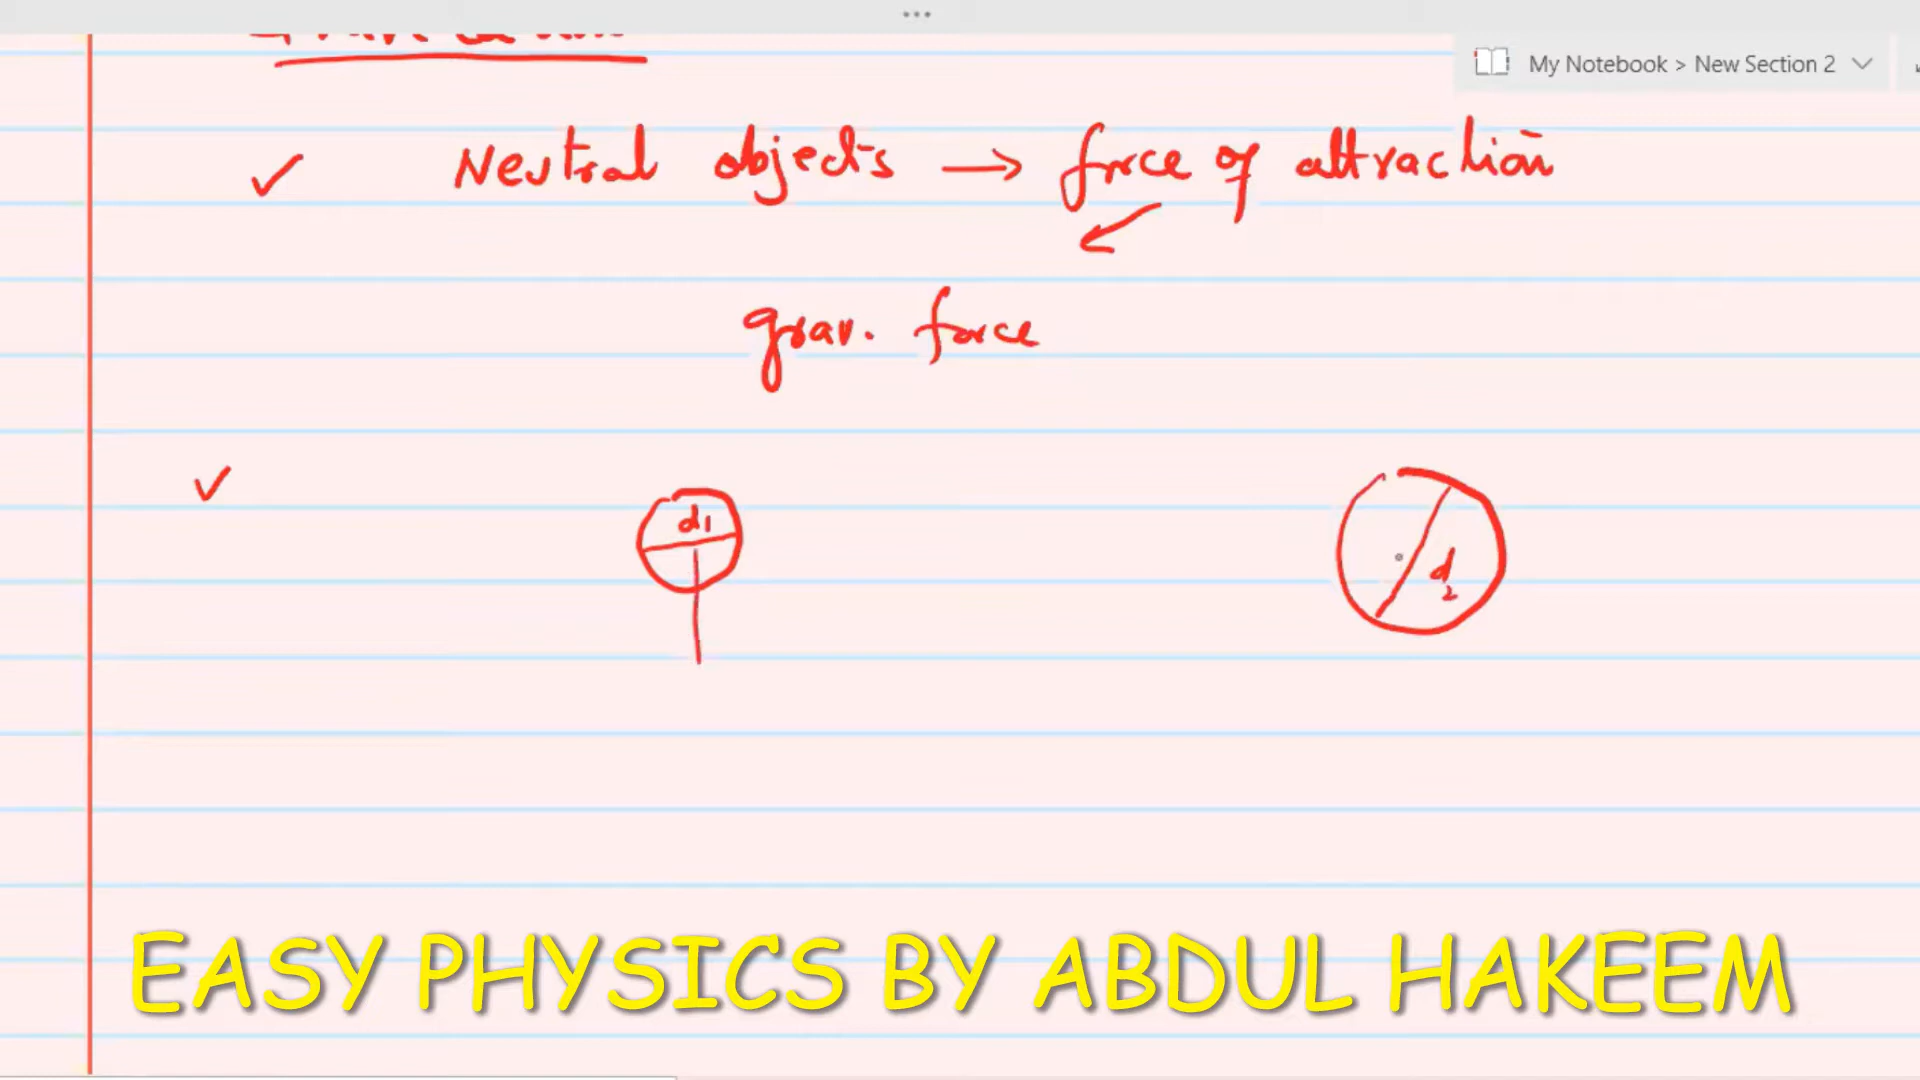 My Notebook > New Section 2
Neutral objects → force of attraction
grav. force
d1
d2
EASY PHYSICS BY ABDUL HAKEEM